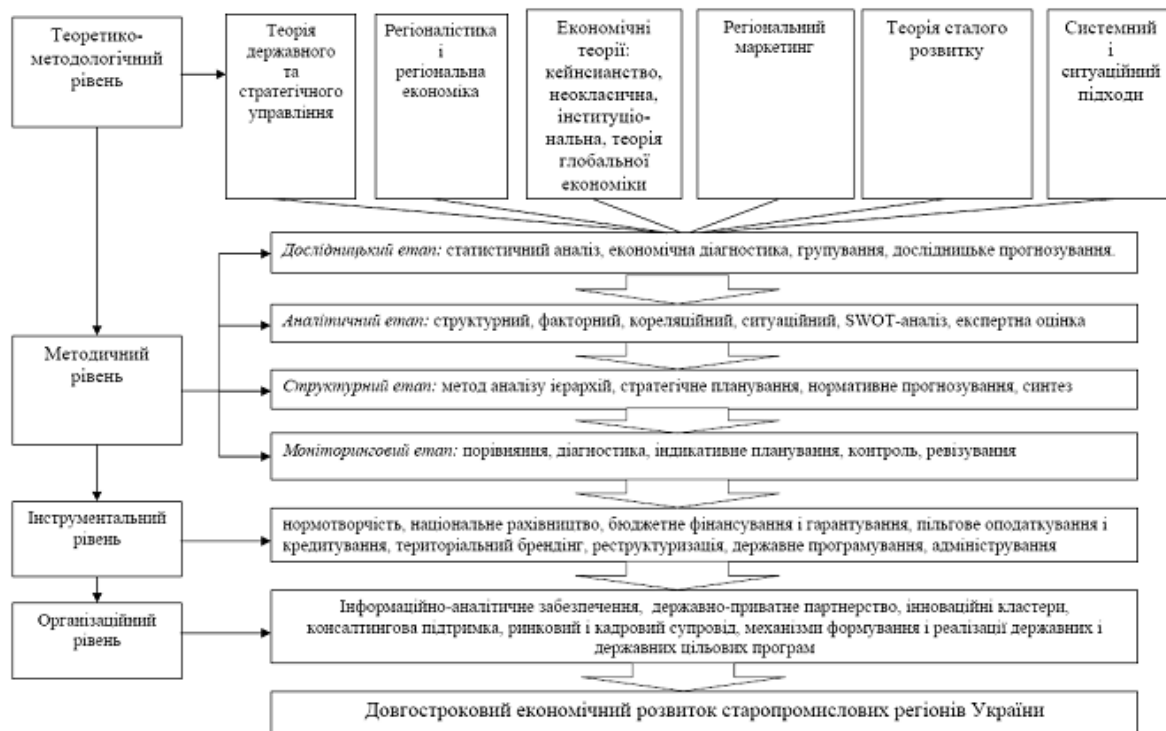 Теоретико-
методологічний
рівень
Теорія
державного
та
стратегічного
управління
Регіоналістика
і
регіональна
економіка
Економічні
теорії:
кейнсианство,
неокласична,
інституціо-
нальна, теорія
глобальної
економіки
Регіональний
маркетинг
Теорія сталого
розвитку
Системний
і
ситуаційний
підходи
Дослідницький етап: статистичний аналіз, економічна діагностика, групування, дослідницьке прогнозування.
Аналітичний етап: структурний, факторний, кореляційний, ситуаційний, SWOT-аналіз, експертна оцінка
Методичний
рівень
Структурний етап: метод аналізу ієрархій, стратегічне планування, нормативне прогнозування, синтез
Моніторинговий етап: порівняння, діагностика, індикативне планування, контроль, ревізування
Інструментальний
рівень
нормотворчість, національне рахівництво, бюджетне фінансування і гарантування, пільгове оподаткування і
кредитування, територіальний брендінг, реструктуризація, державне програмування, адміністрування
Організаційний
рівень
Інформаційно-аналітичне забезпечення, державно-приватне партнерство, інноваційні кластери,
консалтингова підтримка, ринковий і кадровий супровід, механізми формування і реалізації державних і
державних цільових програм
Довгостроковий економічний розвиток старопромислових регіонів України